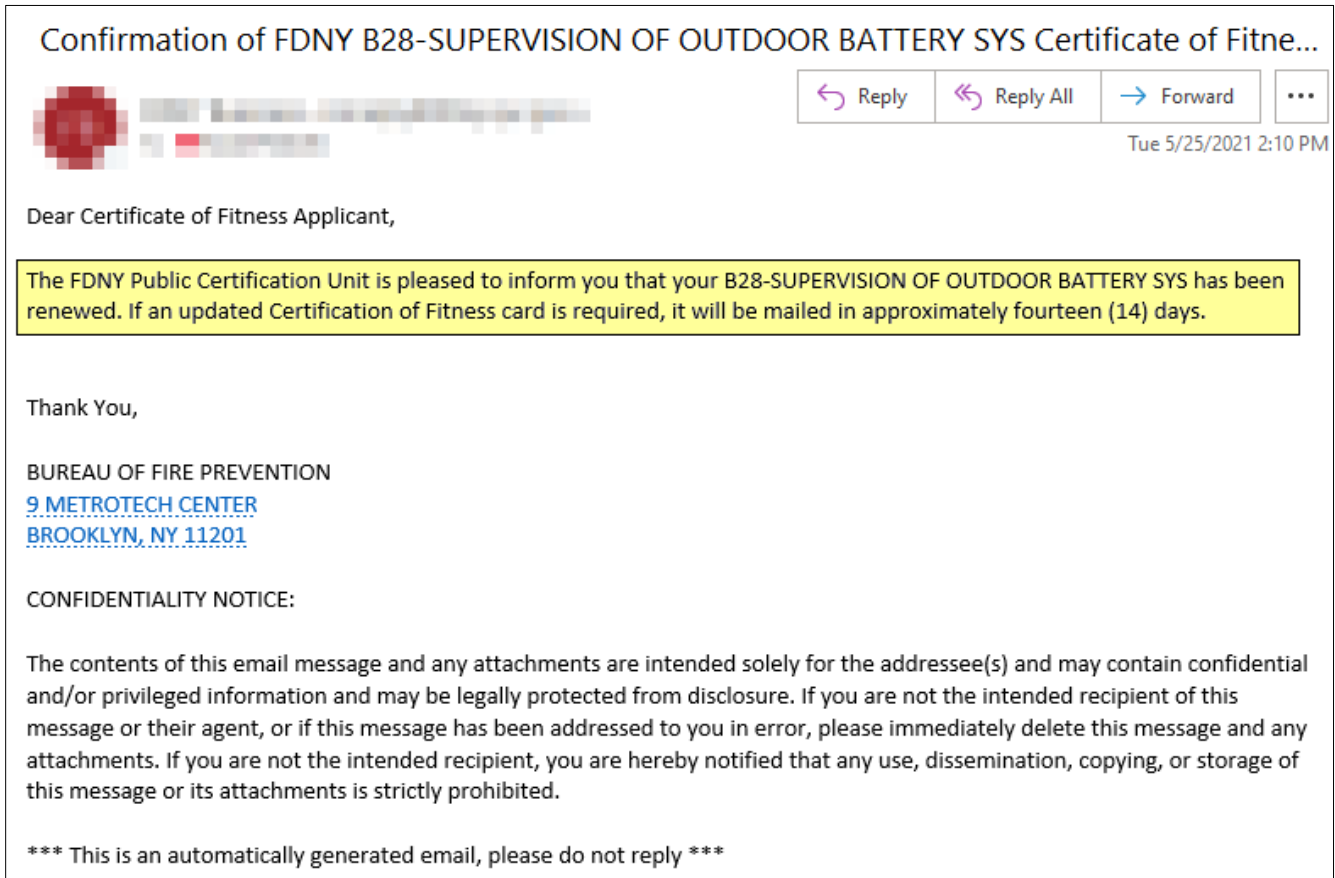 Confirmation of FDNY B28-SUPERVISION OF OUTDOOR BATTERY SYS Certificate of Fitne...
Reply
Reply All
Forward
...
Tue 5/25/2021 2:10 PM
Dear Certificate of Fitness Applicant,
The FDNY Public Certification Unit is pleased to inform you that your B28-SUPERVISION OF OUTDOOR BATTERY SYS has been
renewed. If an updated Certification of Fitness card is required, it will be mailed in approximately fourteen (14) days.
Thank You,
BUREAU OF FIRE PREVENTION
9 METROTECH CENTER
BROOKLYN, NY 11201
CONFIDENTIALITY NOTICE:
The contents of this email message and any attachments are intended solely for the addressee(s) and may contain confidential
and/or privileged information and may be legally protected from disclosure. If you are not the intended recipient of this
message or their agent, or if this message has been addressed to you in error, please immediately delete this message and any
attachments. If you are not the intended recipient, you are hereby notified that any use, dissemination, copying, or storage of
this message or its attachments is strictly prohibited.
*** This is an automatically generated email, please do not reply ***